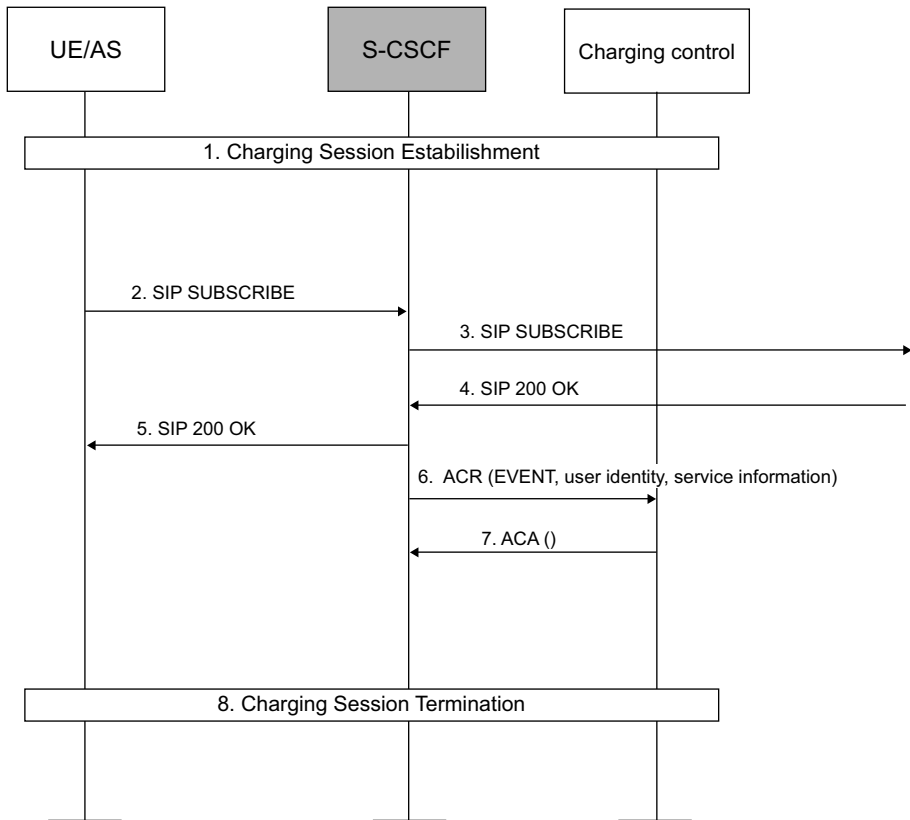 UE/AS
S-CSCF
Charging control
1. Charging Session Estabilishment
2. SIP SUBSCRIBE
3. SIP SUBSCRIBE
4. SIP 200 OK
5. SIP 200 OK
6. ACR (EVENT, user identity, service information)
7. ACA ()
8. Charging Session Termination